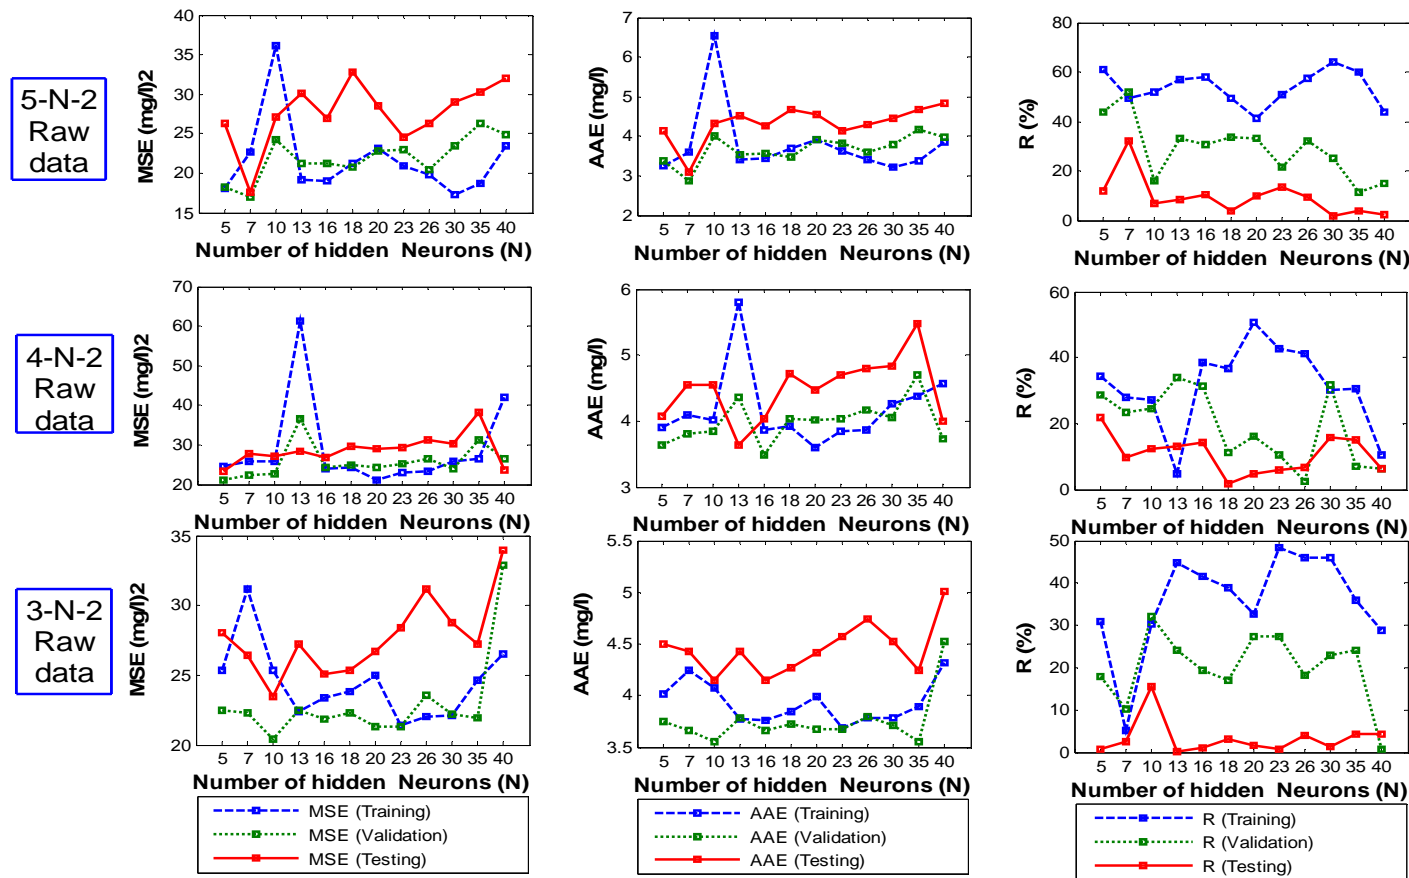 5-N-2
Raw
data
MSE (mg/l)2
40
35
30
25
20
15
5 7 10 13 16 18 20 23 26 30 35 40
Number of hidden Neurons (N)
AAE (mg/l)
7
6
5
4
3
2
5 7 10 13 16 18 20 23 26 30 35 40
Number of hidden Neurons (N)
R (%)
80
60
40
20
0
5 7 10 13 16 18 20 23 26 30 35 40
Number of hidden Neurons (N)
4-N-2
Raw
data
MSE (mg/l)2
70
60
50
40
30
20
5 7 10 13 16 18 20 23 26 30 35 40
Number of hidden Neurons (N)
AAE (mg/l)
6
5
4
3
5 7 10 13 16 18 20 23 26 30 35 40
Number of hidden Neurons (N)
R (%)
60
40
20
0
5 7 10 13 16 18 20 23 26 30 35 40
Number of hidden Neurons (N)
3-N-2
Raw
data
MSE (mg/l)2
35
30
25
20
5 7 10 13 16 18 20 23 26 30 35 40
Number of hidden Neurons (N)
AAE (mg/l)
5.5
5
4.5
4
3.5
5 7 10 13 16 18 20 23 26 30 35 40
Number of hidden Neurons (N)
R (%)
50
40
30
20
10
0
5 7 10 13 16 18 20 23 26 30 35 40
Number of hidden Neurons (N)
MSE (Training)
MSE (Validation)
MSE (Testing)
AAE (Training)
AAE (Validation)
AAE (Testing)
R (Training)
R (Validation)
R (Testing)